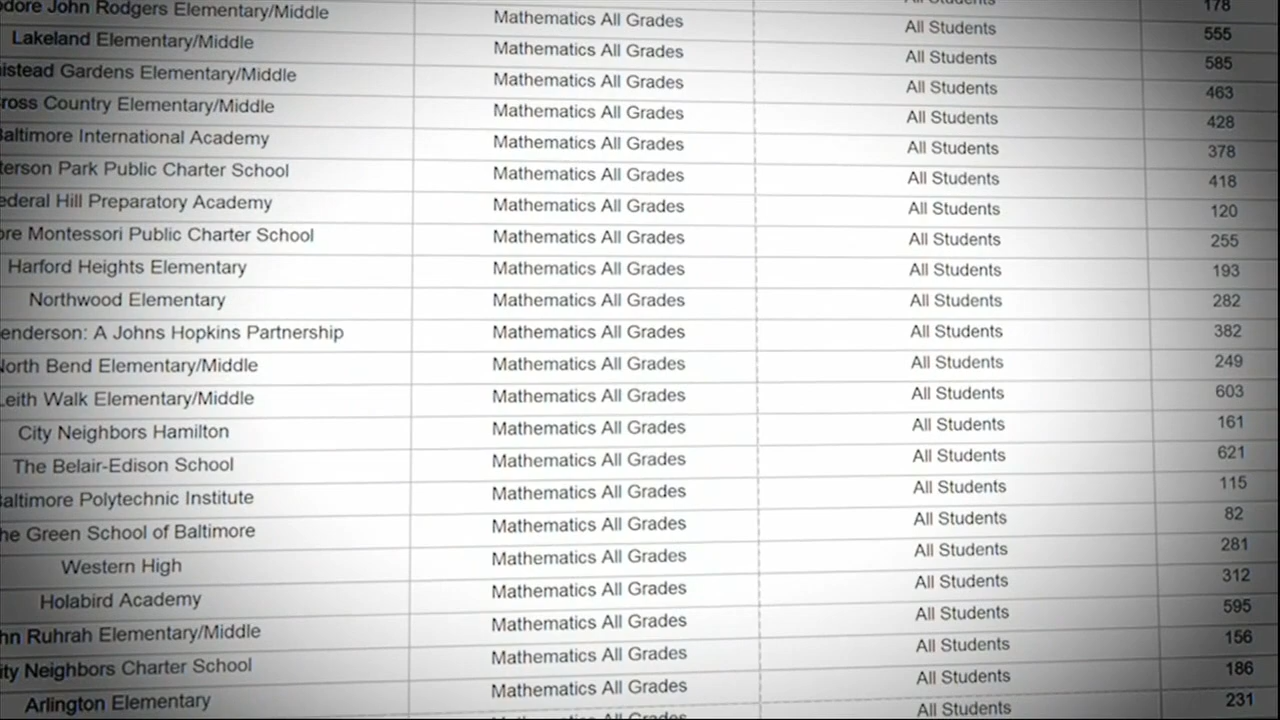 Students 178
odore John Rodgers Elementary/Middle Mathematics All Grades All Students 555
Lakeland Elementary/Middle Mathematics All Grades All Students 585
istead Gardens Elementary/Middle Mathematics All Grades All Students 463
ross Country Elementary/Middle Mathematics All Grades All Students 428
Baltimore International Academy Mathematics All Grades All Students 378
terson Park Public Charter School Mathematics All Grades All Students 418
ederal Hill Preparatory Academy Mathematics All Grades All Students 120
ore Montessori Public Charter School Mathematics All Grades All Students 255
Harford Heights Elementary Mathematics All Grades All Students 193
Northwood Elementary Mathematics All Grades All Students 282
enderson: A Johns Hopkins Partnership Mathematics All Grades All Students 382
North Bend Elementary/Middle Mathematics All Grades All Students 249
Leith Walk Elementary/Middle Mathematics All Grades All Students 603
City Neighbors Hamilton Mathematics All Grades All Students 161
The Belair-Edison School Mathematics All Grades All Students 621
Baltimore Polytechnic Institute Mathematics All Grades All Students 115
he Green School of Baltimore Mathematics All Grades All Students 82
Western High Mathematics All Grades All Students 281
Holabird Academy Mathematics All Grades All Students 312
hn Ruhrah Elementary/Middle Mathematics All Grades All Students 595
ity Neighbors Charter School Mathematics All Grades All Students 156
Arlington Elementary Mathematics All Grades All Students 186
Mathematics All Grades All Students 231